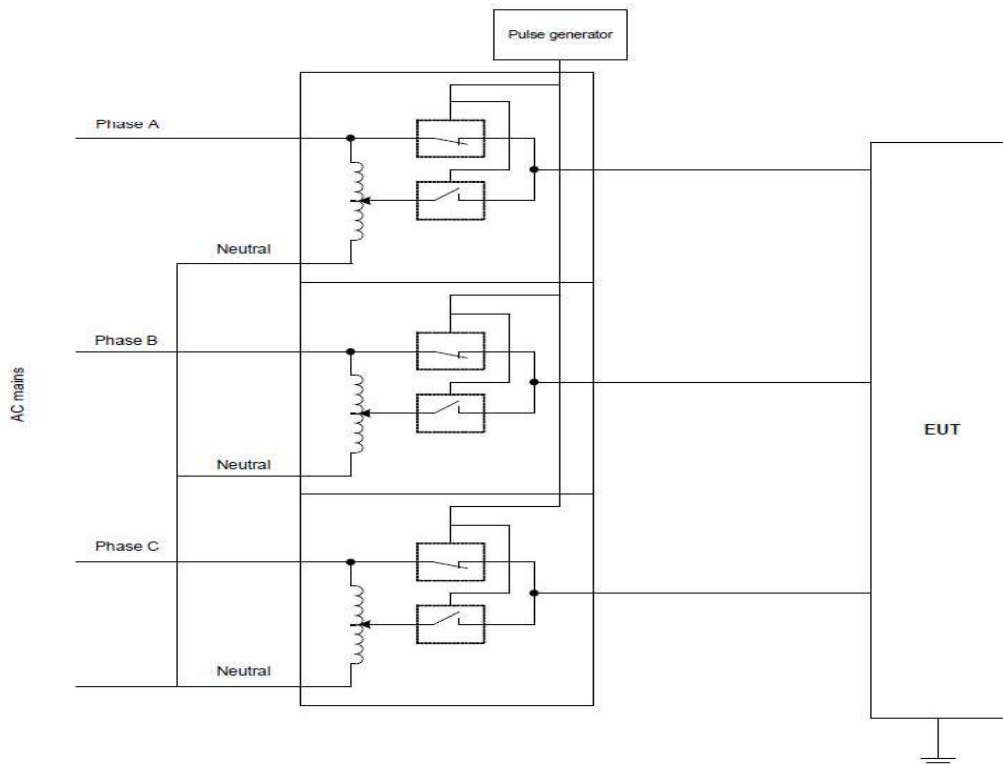 Pulse generator
Phase A
Neutral
Phase B
AC mains
EUT
Neutral
Phase C
Neutral